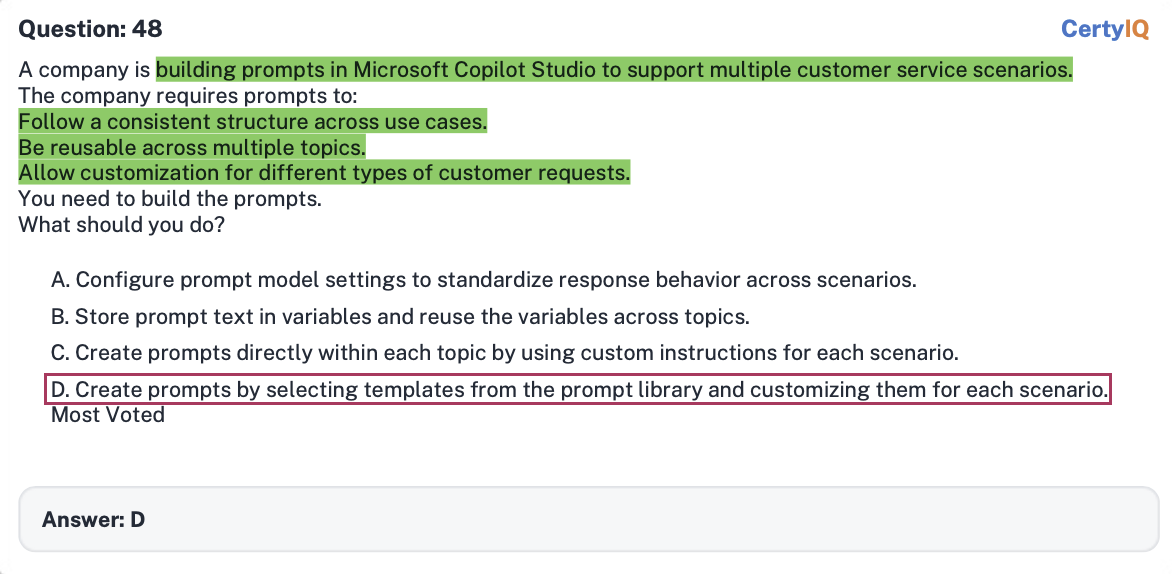 Question: 48
CertyIQ
A company is building prompts in Microsoft Copilot Studio to support multiple customer service scenarios.
The company requires prompts to:
Follow a consistent structure across use cases.
Be reusable across multiple topics.
Allow customization for different types of customer requests.
You need to build the prompts.
What should you do?
A. Configure prompt model settings to standardize response behavior across scenarios.
B. Store prompt text in variables and reuse the variables across topics.
C. Create prompts directly within each topic by using custom instructions for each scenario.
D. Create prompts by selecting templates from the prompt library and customizing them for each scenario.
Most Voted
Answer: D